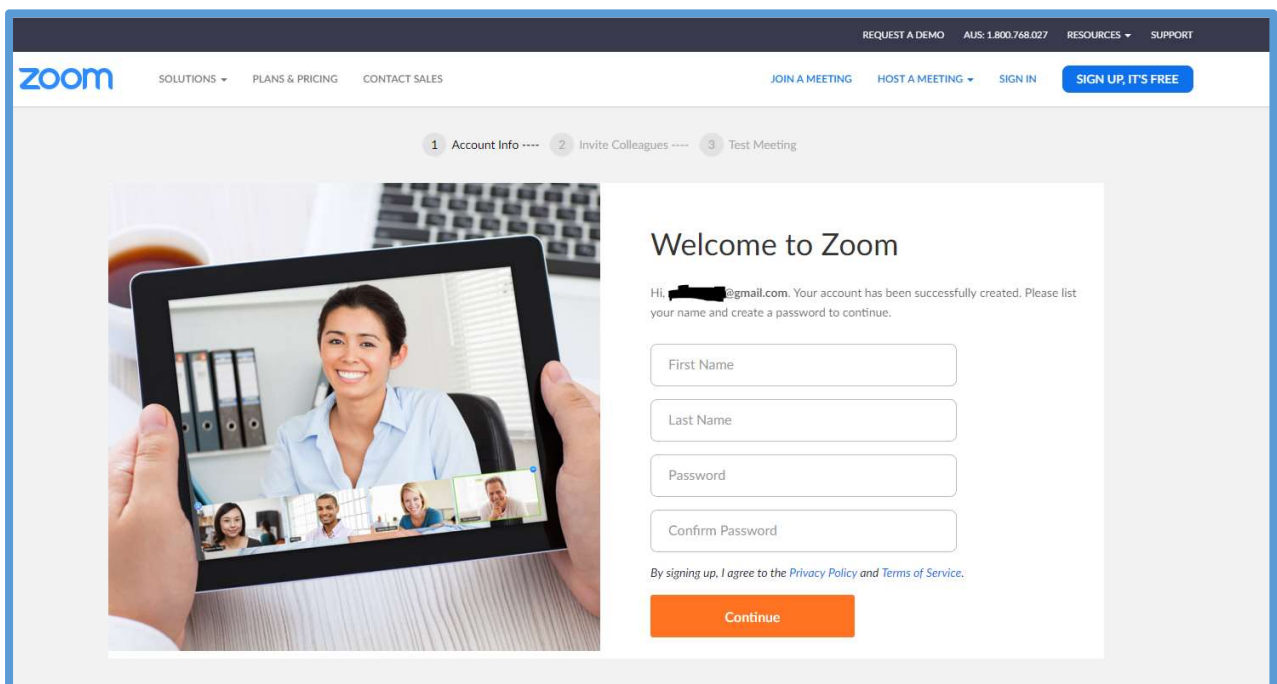 REQUEST A DEMO AUS: 1.800.768.027 RESOURCES SUPPORT
zoom SOLUTIONS PLANS & PRICING CONTACT SALES JOIN A MEETING HOST A MEETING SIGN IN SIGN UP, IT'S FREE
1 Account Info ---- 2 Invite Colleagues ---- 3 Test Meeting
Welcome to Zoom
Hi, @gmail.com. Your account has been successfully created. Please list
your name and create a password to continue.
First Name
Last Name
Password
Confirm Password
By signing up, I agree to the Privacy Policy and Terms of Service.
Continue